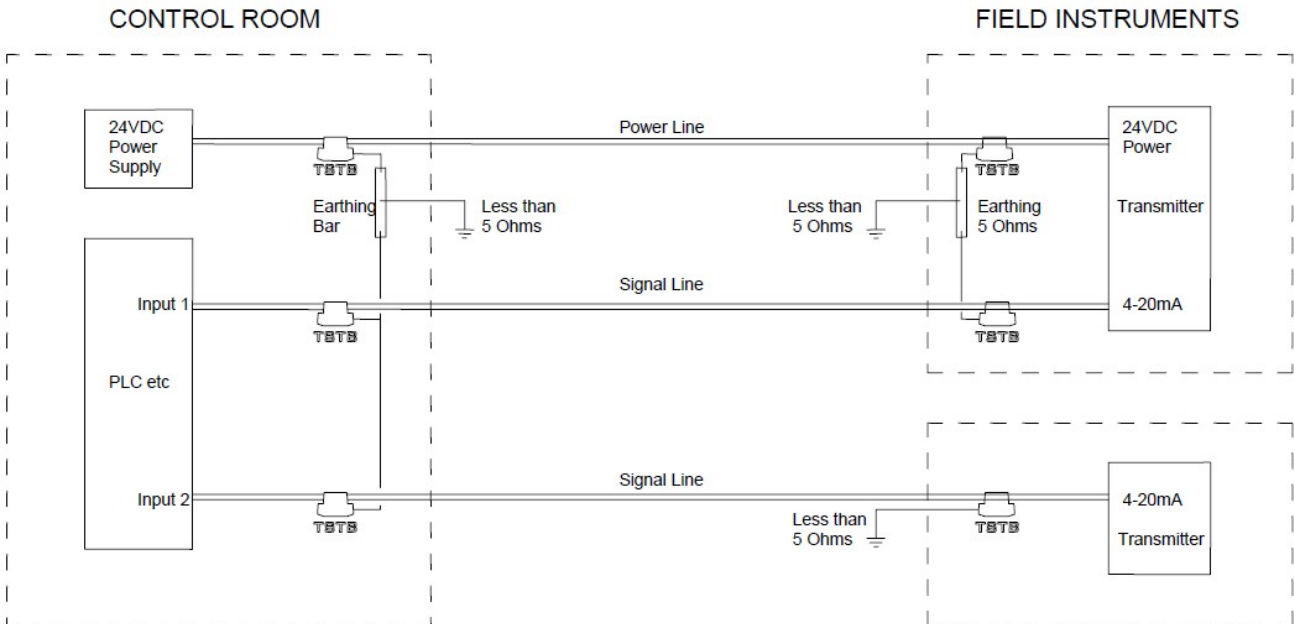 CONTROL ROOM
FIELD INSTRUMENTS
24VDC
Power
Supply
TSTB
Power Line
TSTB
24VDC
Power
Earthing
Bar
Less than
5 Ohms
Less than
5 Ohms
Earthing
5 Ohms
Transmitter
Input 1
TSTB
Signal Line
TSTB
4-20mA
PLC etc
Input 2
TSTB
Signal Line
Less than
5 Ohms
TSTB
4-20mA
Transmitter